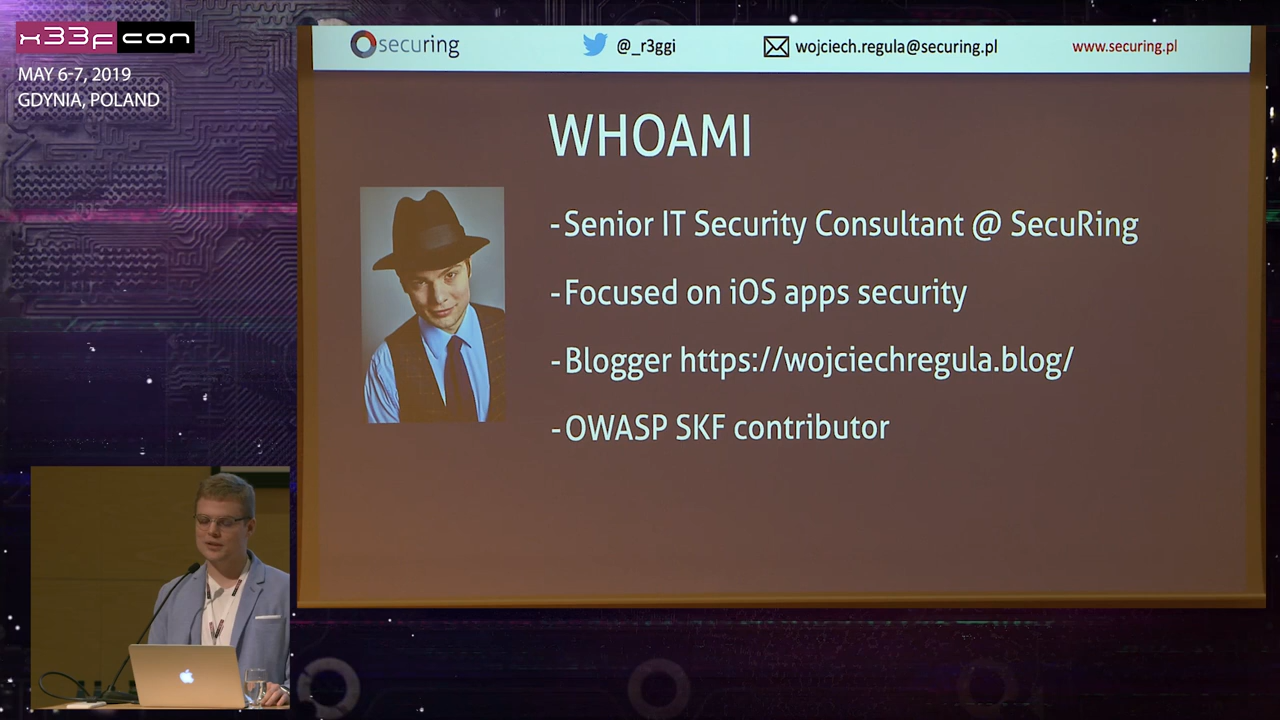 x33fcon
MAY 6-7, 2019
GDYNIA, POLAND
securing
@_r3ggi
wojciech.regula@securing.pl
www.securing.pl
WHOAMI
-Senior IT Security Consultant @ SecuRing
-Focused on iOS apps security
-Blogger https://wojciechregula.blog/
-OWASP SKF contributor